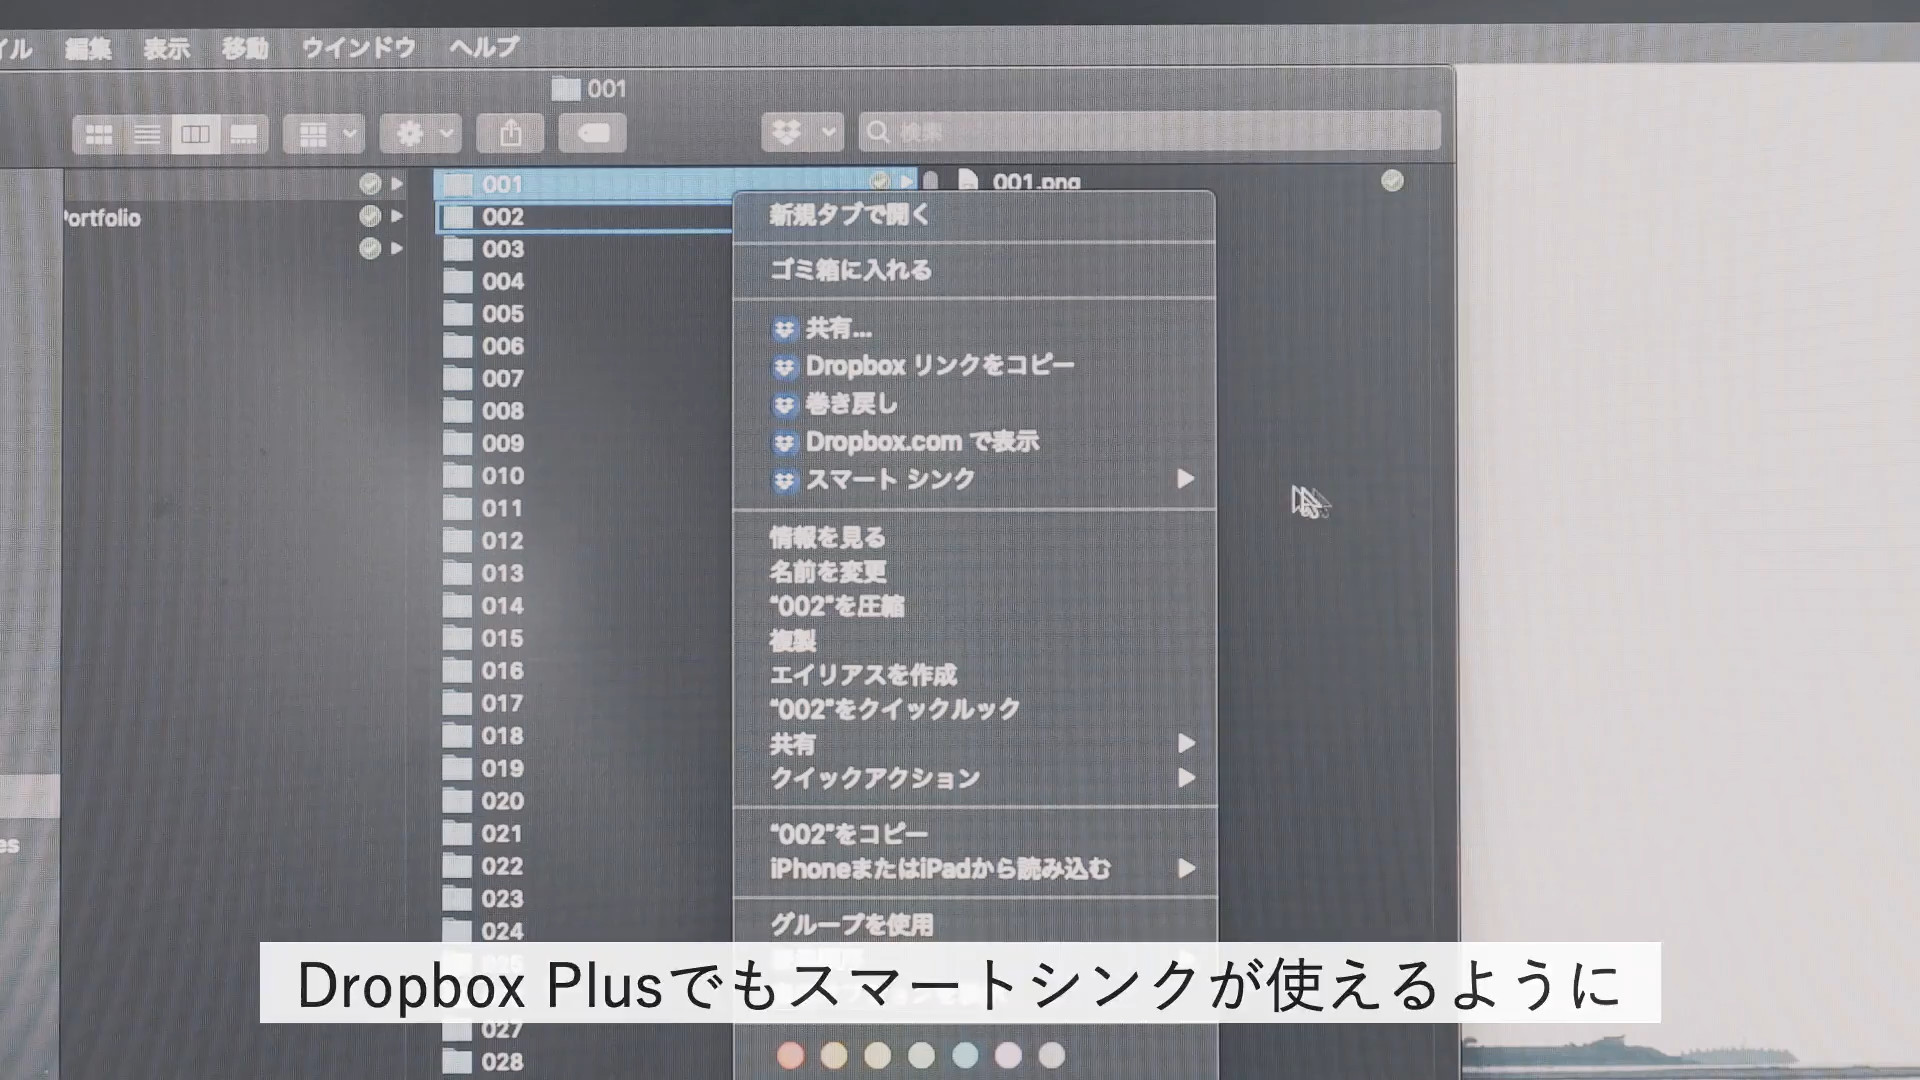 イル 編集 表示 移動 ウインドウ ヘルプ
001
検索
001
001.png
Portfolio
002
003
004
005
006
007
008
009
010
011
012
013
014
015
016
017
018
019
020
021
022
023
024
027
028
新規タブで開く
ゴミ箱に入れる
共有...
Dropbox リンクをコピー
巻き戻し
Dropbox.com で表示
スマート シンク
情報を見る
名前を変更
“002”を圧縮
複製
エイリアスを作成
“002”をクイックルック
共有
クイックアクション
“002”をコピー
iPhoneまたはiPadから読み込む
グループを使用
es
Dropbox Plusでもスマートシンクが使えるように